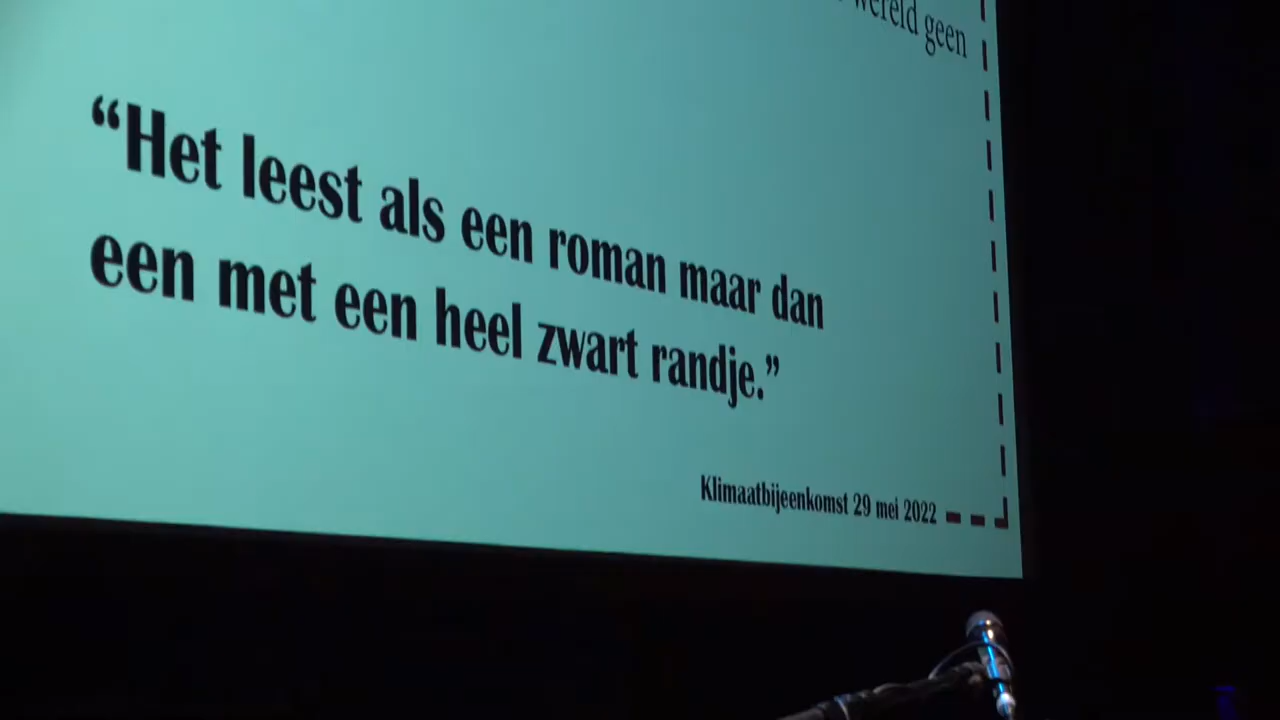 wereld geen
“Het leest als een roman maar dan
een met een heel zwart randje.”
Klimaatbijeenkomst 29 mei 2022